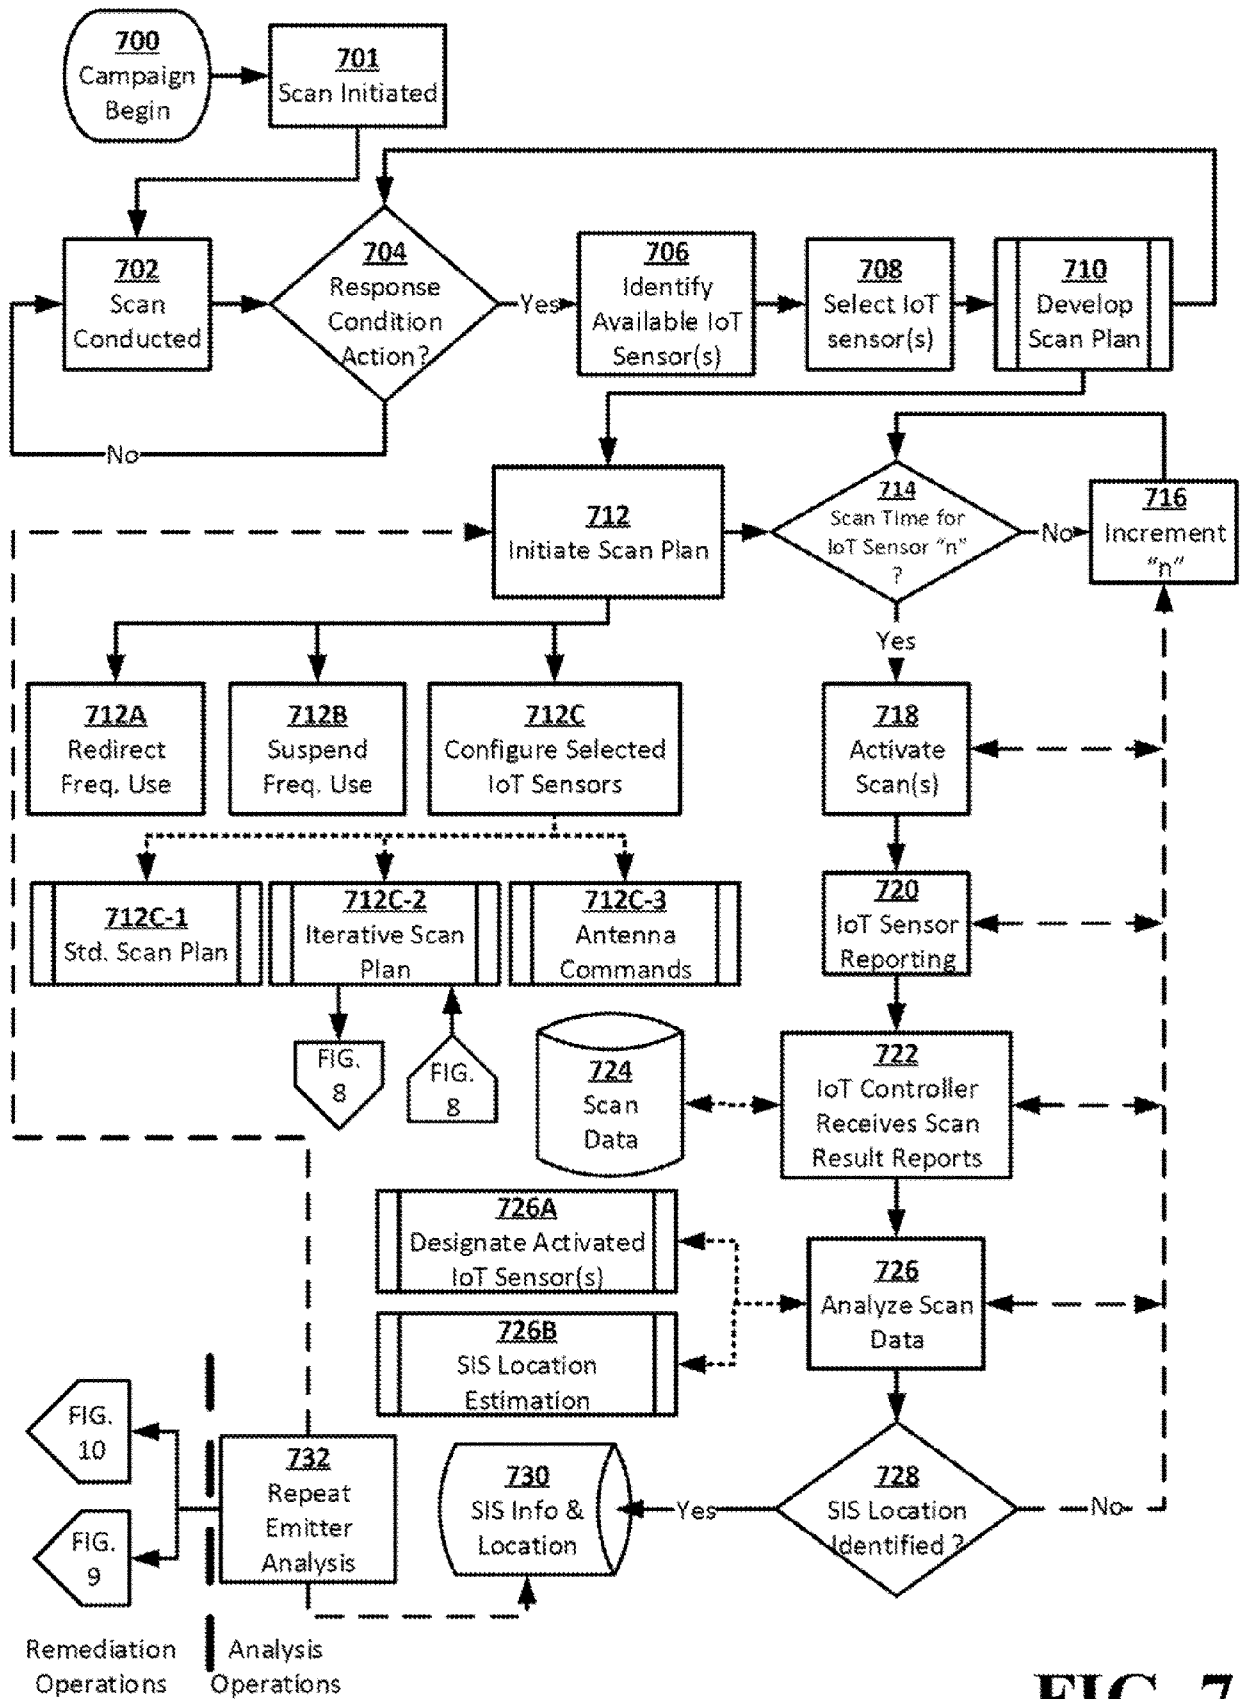 700
Campaign
Begin
701
Scan Initiated
702
Scan
Conducted
704
Response
Condition
Action?
Yes
No
706
Identify
Available IoT
Sensor(s)
708
Select IoT
sensor(s)
710
Develop
Scan Plan
712
Initiate Scan Plan
714
Scan Time for
IoT Sensor "n"
?
No
716
Increment
"n"
Yes
712A
Redirect
Freq. Use
712B
Suspend
Freq. Use
712C
Configure Selected
IoT Sensors
718
Activate
Scan(s)
712C-1
Std. Scan Plan
712C-2
Iterative Scan
Plan
712C-3
Antenna
Commands
720
IoT Sensor
Reporting
FIG.
8
FIG.
8
724
Scan
Data
722
IoT Controller
Receives Scan
Result Reports
726A
Designate Activated
IoT Sensor(s)
726B
SIS Location
Estimation
726
Analyze Scan
Data
FIG.
10
FIG.
9
732
Repeat
Emitter
Analysis
730
SIS Info &
Location
Yes
728
SIS Location
Identified ?
No
Remediation
Operations
Analysis
Operations
FIG. 7